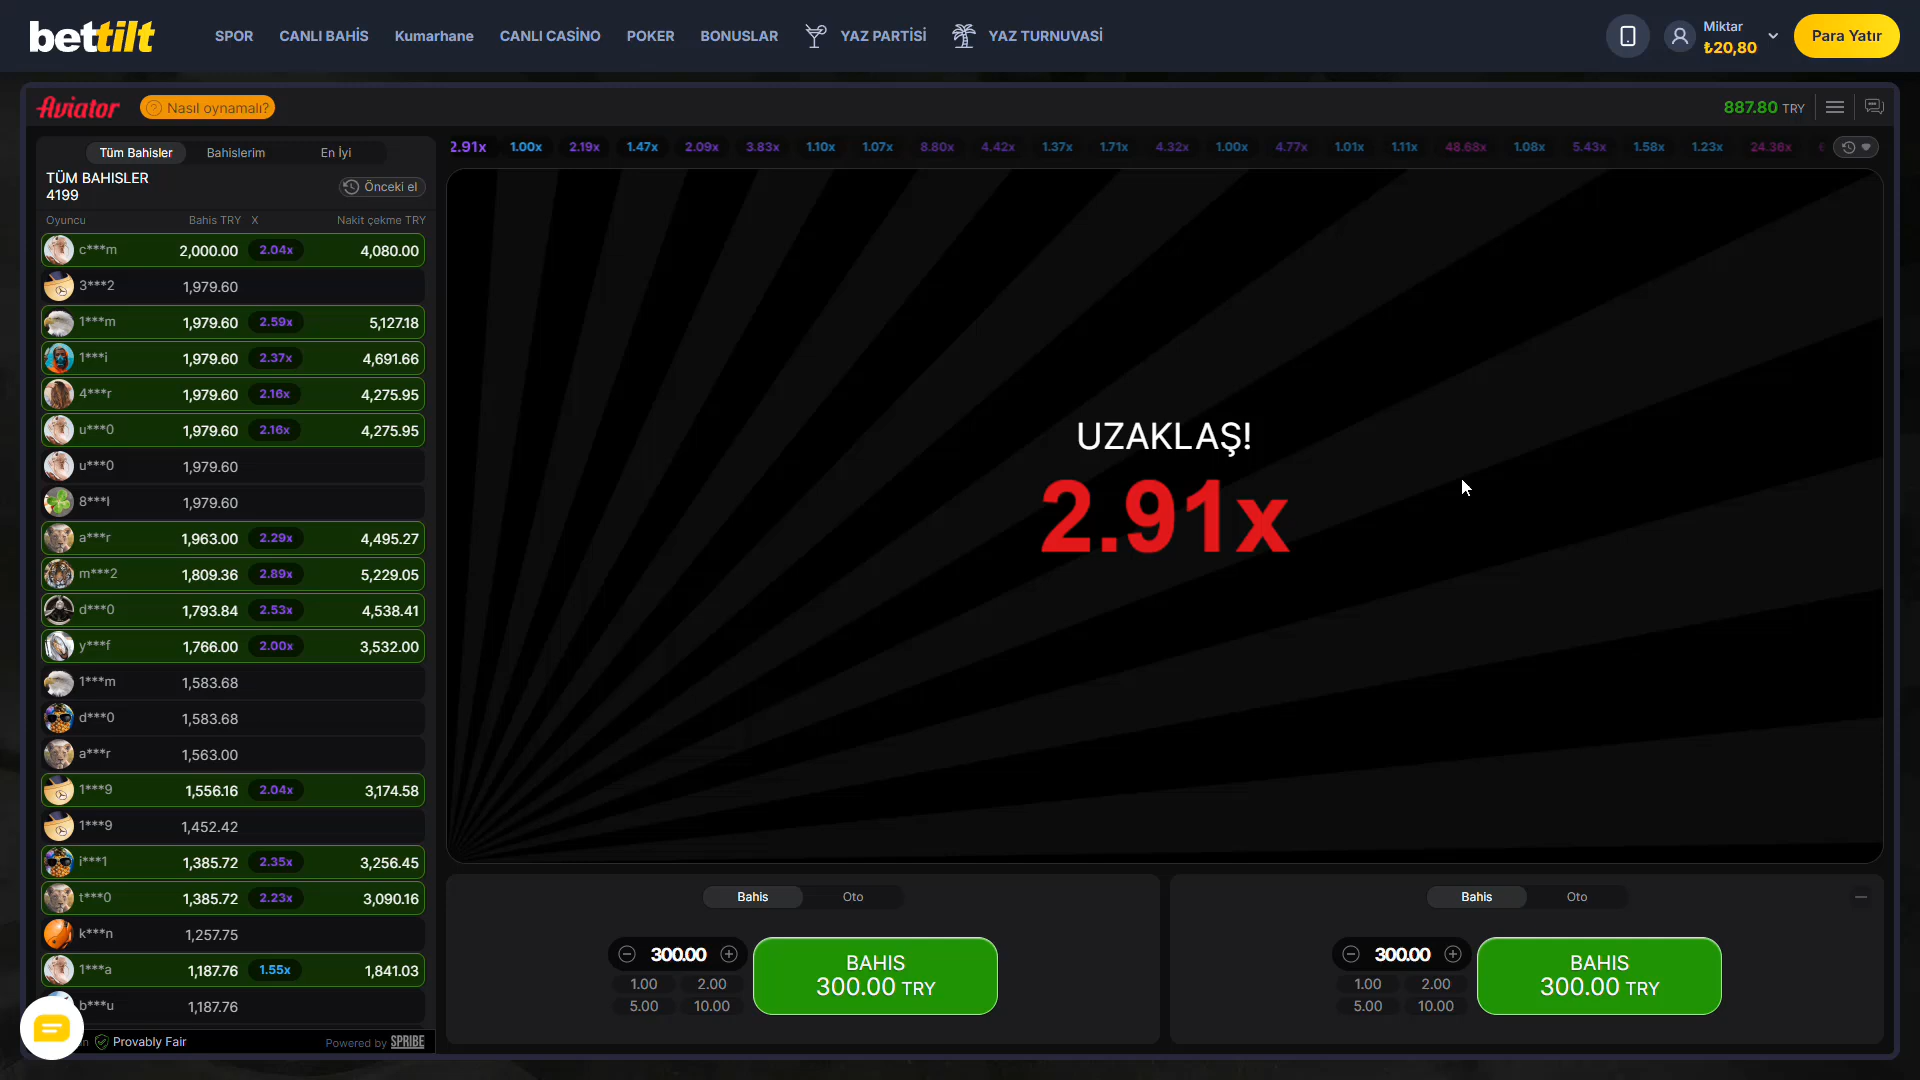 bettilt
SPOR CANLI BAHİS Kumarhane CANLI CASİNO POKER BONUSLAR YAZ PARTİSİ YAZ TURNUVASİ
Miktar
₺20,80
Para Yatır
Aviator
Nasıl oynamalı?
887.80 TRY
Tüm Bahisler Bahislerim En İyi
2.91x 1.00x 2.19x 1.47x 2.09x 3.83x 1.10x 1.07x 8.80x 4.42x 1.37x 1.71x 4.32x 1.00x 4.77x 1.01x 1.11x 48.68x 1.08x 5.43x 1.58x 1.23x 24.36x
TÜM BAHISLER
4199
Önceki el
Oyuncu Bahis TRY X Nakit çekme TRY
c***m 2,000.00 2.04x 4,080.00
3***2 1,979.60
1***m 1,979.60 2.59x 5,127.18
1***i 1,979.60 2.37x 4,691.66
4***r 1,979.60 2.16x 4,275.95
u***0 1,979.60 2.16x 4,275.95
u***0 1,979.60
8***l 1,979.60
a***r 1,963.00 2.29x 4,495.27
m***2 1,809.36 2.89x 5,229.05
d***0 1,793.84 2.53x 4,538.41
y***f 1,766.00 2.00x 3,532.00
1***m 1,583.68
d***0 1,583.68
a***r 1,563.00
1***9 1,556.16 2.04x 3,174.58
1***9 1,452.42
i***1 1,385.72 2.35x 3,256.45
t***0 1,385.72 2.23x 3,090.16
k***n 1,257.75
1***a 1,187.76 1.55x 1,841.03
b***u 1,187.76
Provably Fair
Powered by SPRIBE
UZAKLAŞ!
2.91x
Bahis Oto
300.00
1.00 2.00
5.00 10.00
BAHIS
300.00 TRY
Bahis Oto
300.00
1.00 2.00
5.00 10.00
BAHIS
300.00 TRY